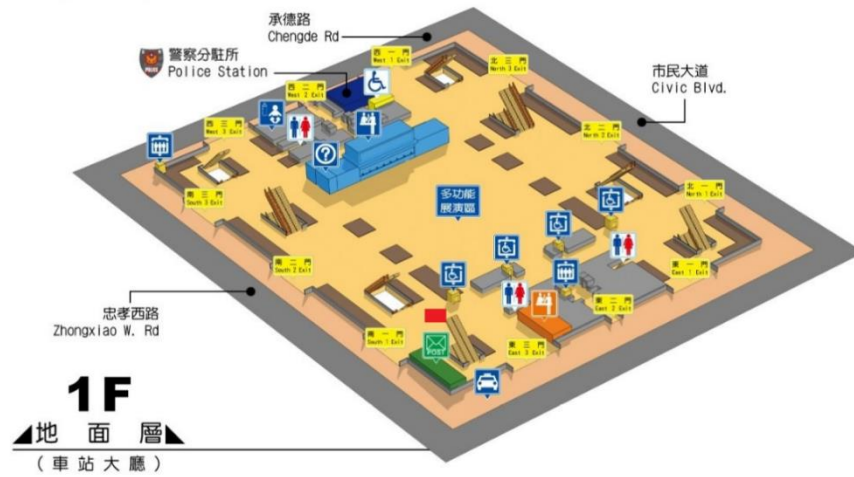 承德路
Chengde Rd
警察分駐所
Police Station
市民大道
Civic Blvd.
西一門
West 1 Exit
西二門
West 2 Exit
西三門
West 3 Exit
北三門
North 3 Exit
北二門
North 2 Exit
北一門
North 1 Exit
南三門
South 3 Exit
南二門
South 2 Exit
南一門
South 1 Exit
東一門
East 1 Exit
東二門
East 2 Exit
東三門
East 3 Exit
多功能
展演區
POST
忠孝西路
Zhongxiao W. Rd
1F
地面層
(車站大廳)